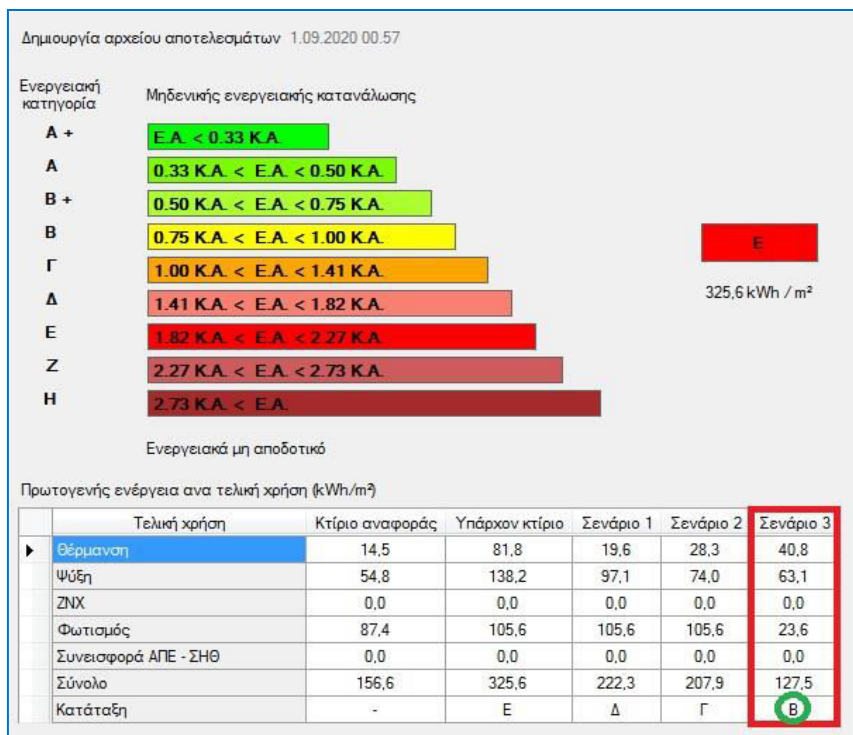 Δημιουργία αρχείου αποτελεσμάτων 1.09.2020 00.57
Ενεργειακή κατηγορία
Μηδενικής ενεργειακής κατανάλωσης
Α + Ε.Α. < 0.33 Κ.Α.
Α 0.33 Κ.Α. < Ε.Α. < 0.50 Κ.Α.
Β + 0.50 Κ.Α. < Ε.Α. < 0.75 Κ.Α.
Β 0.75 Κ.Α. < Ε.Α. < 1.00 Κ.Α.
Γ 1.00 Κ.Α. < Ε.Α. < 1.41 Κ.Α.
Δ 1.41 Κ.Α. < Ε.Α. < 1.82 Κ.Α.
Ε 1.82 Κ.Α. < Ε.Α. < 2.27 Κ.Α.
Ζ 2.27 Κ.Α. < Ε.Α. < 2.73 Κ.Α.
Η 2.73 Κ.Α. < Ε.Α.
Ε
325,6 kWh / m²
Ενεργειακά μη αποδοτικό
Πρωτογενής ενέργεια ανα τελική χρήση (kWh/m²)
Τελική χρήση Κτίριο αναφοράς Υπάρχον κτίριο Σενάριο 1 Σενάριο 2 Σενάριο 3
Θέρμανση 14,5 81,8 19,6 28,3 40,8
Ψύξη 54,8 138,2 97,1 74,0 63,1
ΖΝΧ 0,0 0,0 0,0 0,0 0,0
Φωτισμός 87,4 105,6 105,6 105,6 23,6
Συνεισφορά ΑΠΕ - ΣΗΘ 0,0 0,0 0,0 0,0 0,0
Σύνολο 156,6 325,6 222,3 207,9 127,5
Κατάταξη - Ε Δ Γ Β